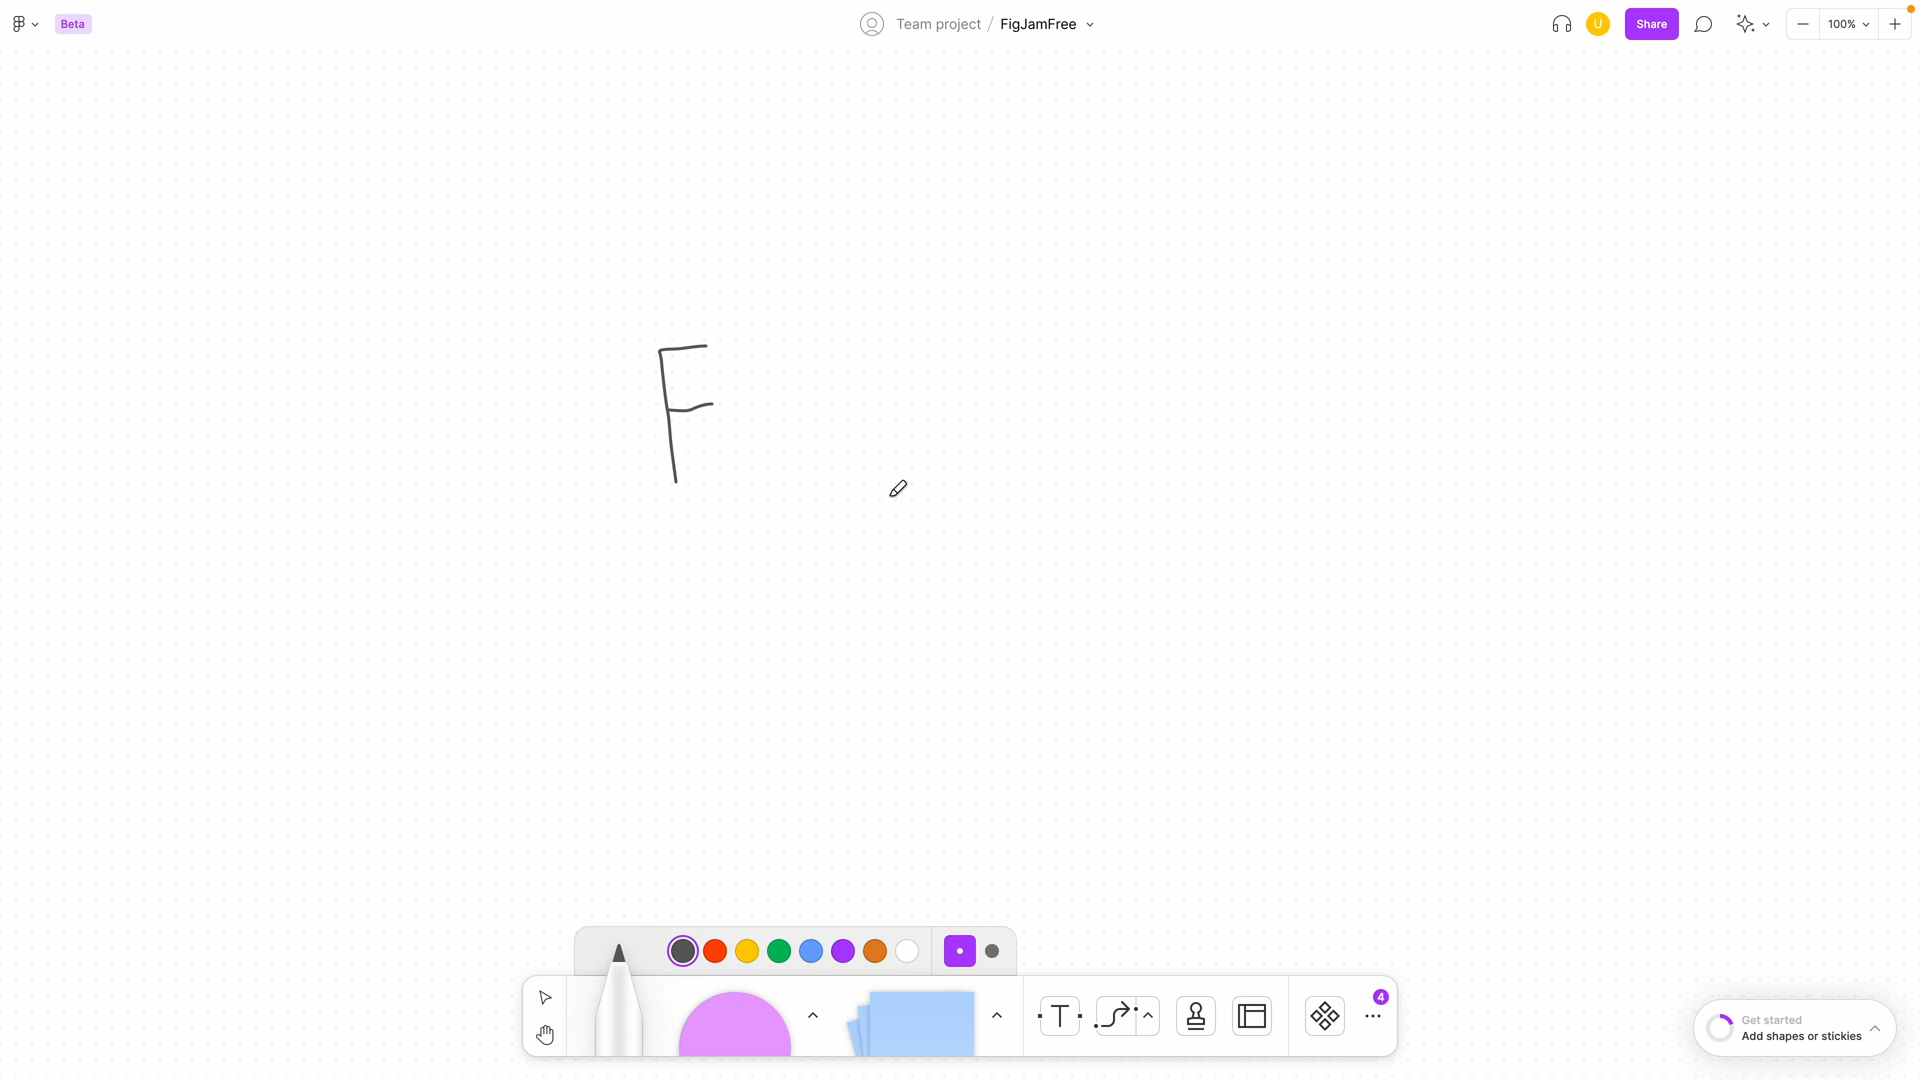 Beta
Team project / FigJamFree
U
Share
100%
F
T
4
Get started
Add shapes or stickies